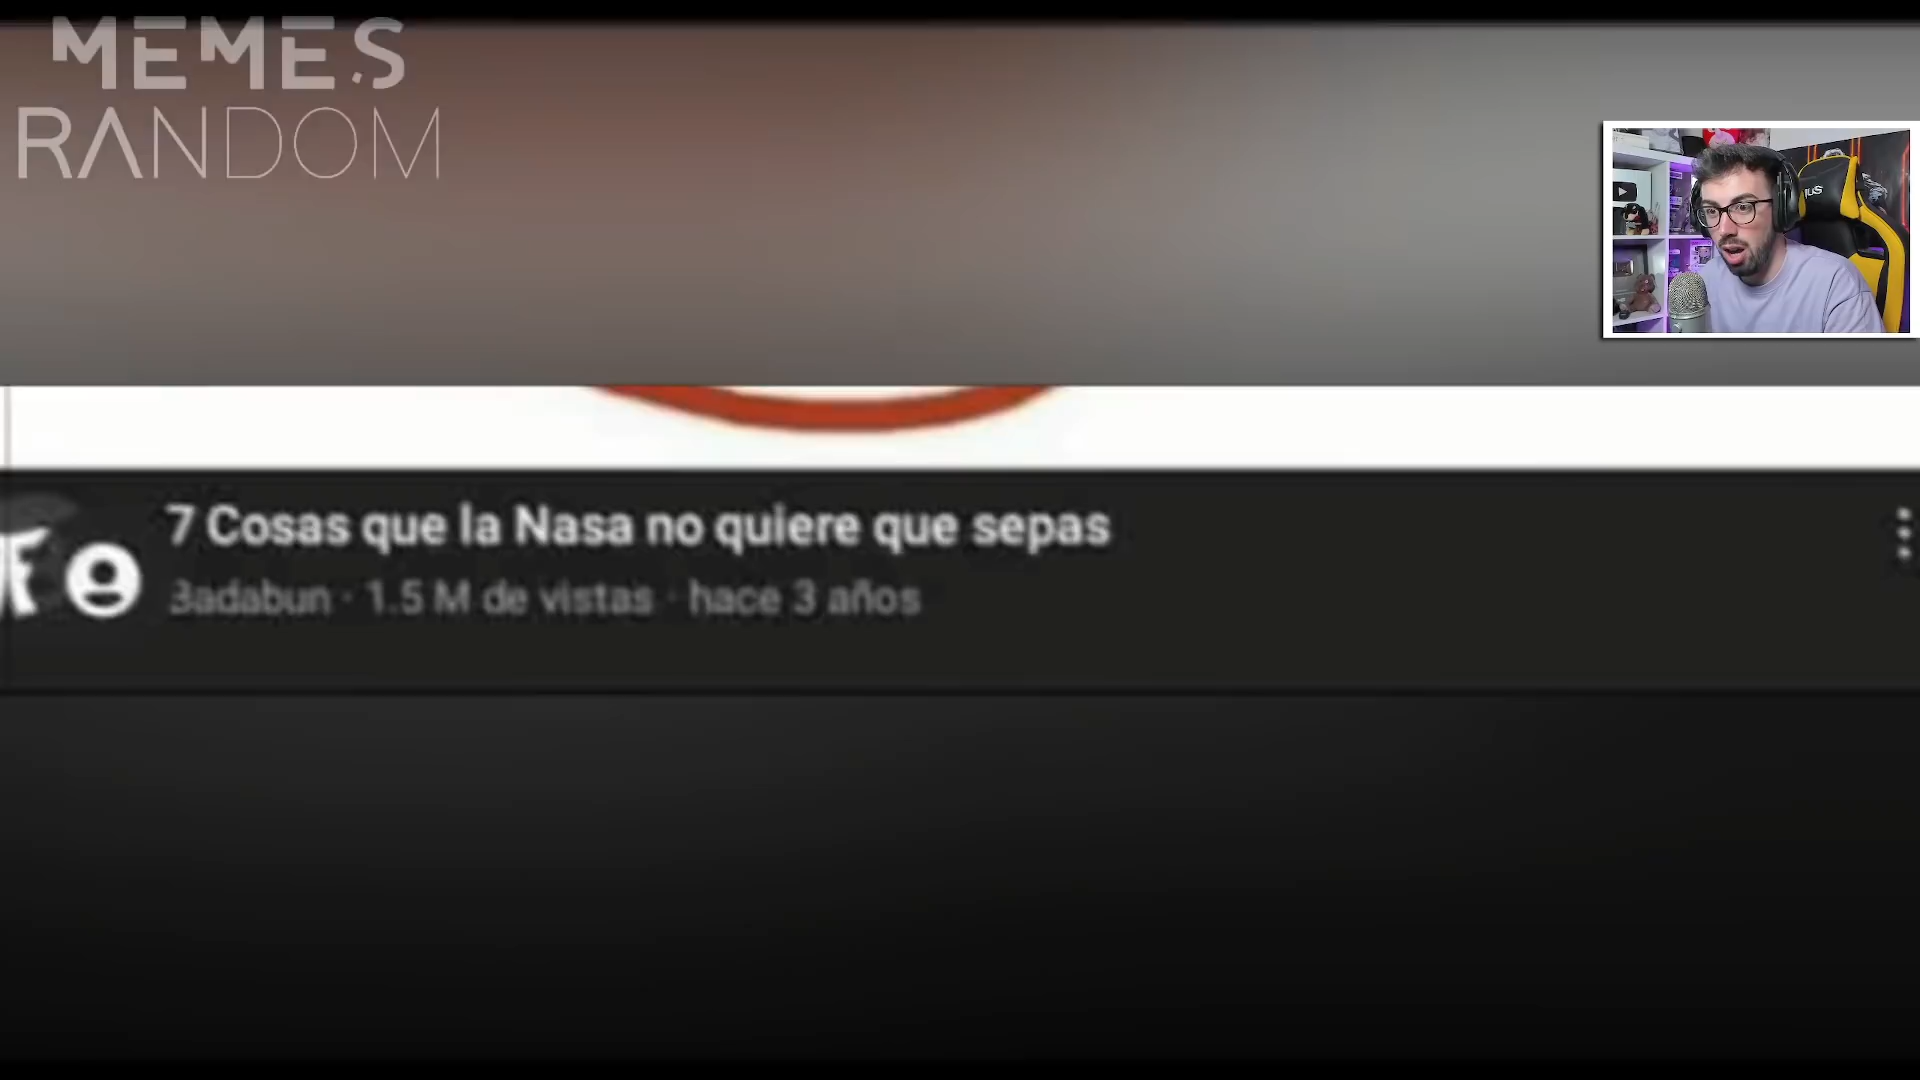 MEMES
RANDOM
7 Cosas que la Nasa no quiere que sepas
3adabun · 1.5 M de vistas · hace 3 años